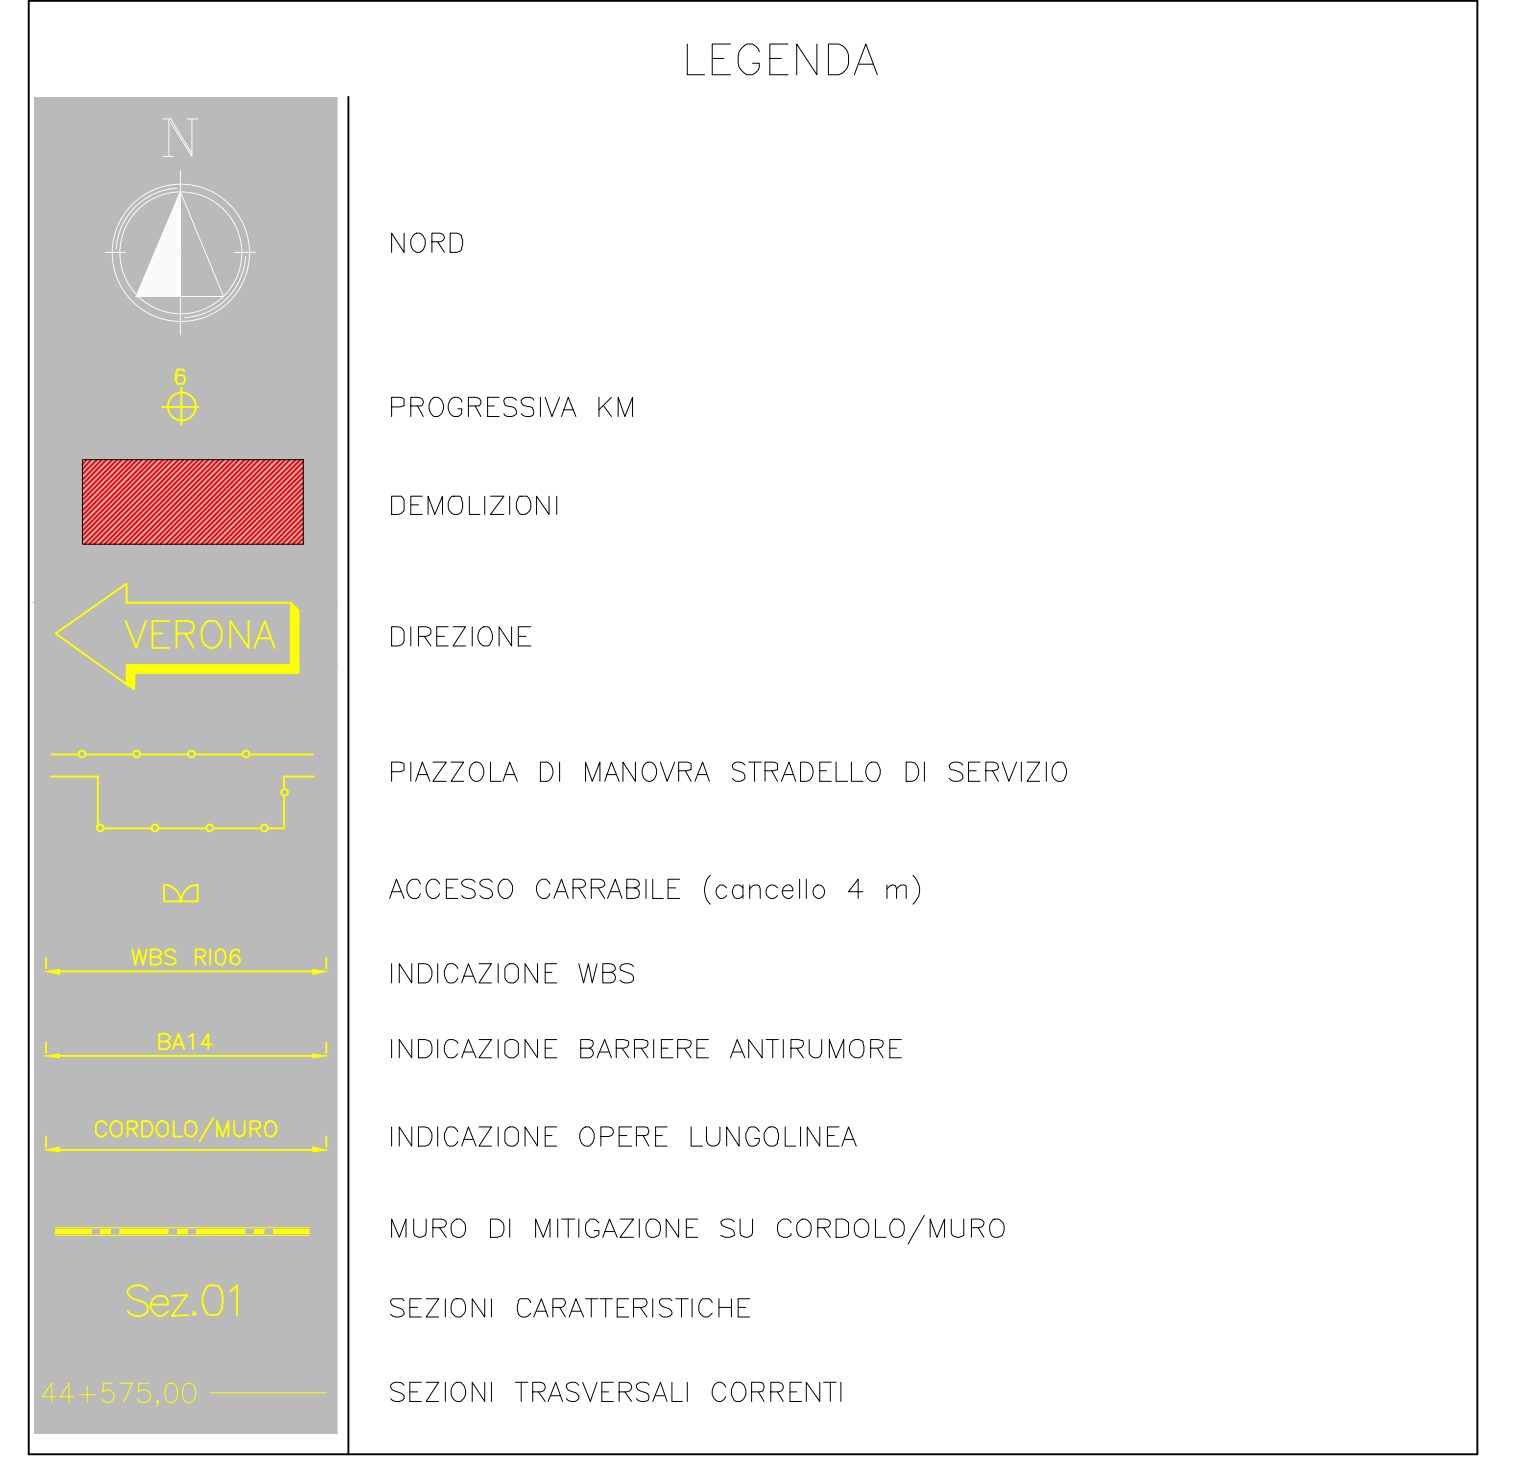 LEGENDA
N
NORD
6
PROGRESSIVA KM
DEMOLIZIONI
VERONA
DIREZIONE
PIAZZOLA DI MANOVRA STRADELLO DI SERVIZIO
ACCESSO CARRABILE (cancello 4 m)
WBS RI06
INDICAZIONE WBS
BA14
INDICAZIONE BARRIERE ANTIRUMORE
CORDOLO/MURO
INDICAZIONE OPERE LUNGOLINEA
MURO DI MITIGAZIONE SU CORDOLO/MURO
Sez.01
SEZIONI CARATTERISTICHE
44+575,00
SEZIONI TRASVERSALI CORRENTI